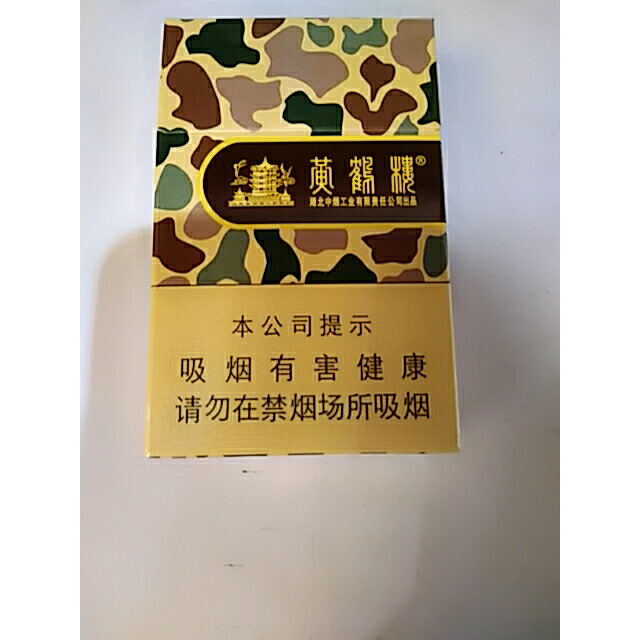 黄鹤楼®
湖北中烟工业有限责任公司出品
本公司提示
吸烟有害健康
请勿在禁烟场所吸烟